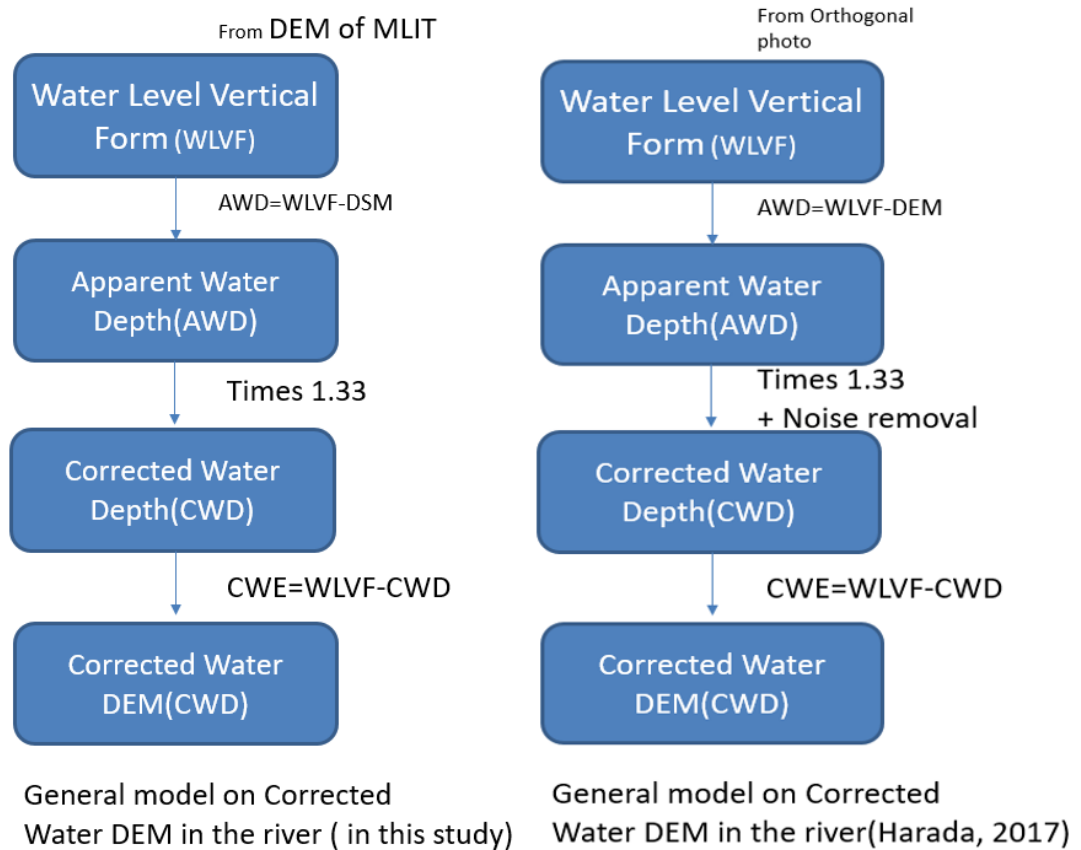 From DEM of MLIT
Water Level Vertical
Form (WLVF)
AWD=WLVF-DSM
Apparent Water
Depth(AWD)
Times 1.33
Corrected Water
Depth(CWD)
CWE=WLVF-CWD
Corrected Water
DEM(CWD)
General model on Corrected
Water DEM in the river ( in this study)
From Orthogonal
photo
Water Level Vertical
Form (WLVF)
AWD=WLVF-DEM
Apparent Water
Depth(AWD)
Times 1.33
+ Noise removal
Corrected Water
Depth(CWD)
CWE=WLVF-CWD
Corrected Water
DEM(CWD)
General model on Corrected
Water DEM in the river(Harada, 2017)